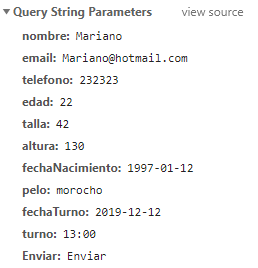 Query String Parameters view source
nombre: Mariano
email: Mariano@hotmail.com
telefono: 232323
edad: 22
talla: 42
altura: 130
fechaNacimiento: 1997-01-12
pelo: morocho
fechaTurno: 2019-12-12
turno: 13:00
Enviar: Enviar